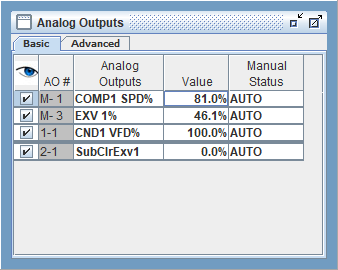 Analog Outputs
Basic Advanced
AO # Analog Outputs Value Manual Status
M- 1 COMP1 SPD% 81.0% AUTO
M- 3 EXV 1% 46.1% AUTO
1-1 CND1 VFD% 100.0% AUTO
2-1 SubClrExv1 0.0% AUTO